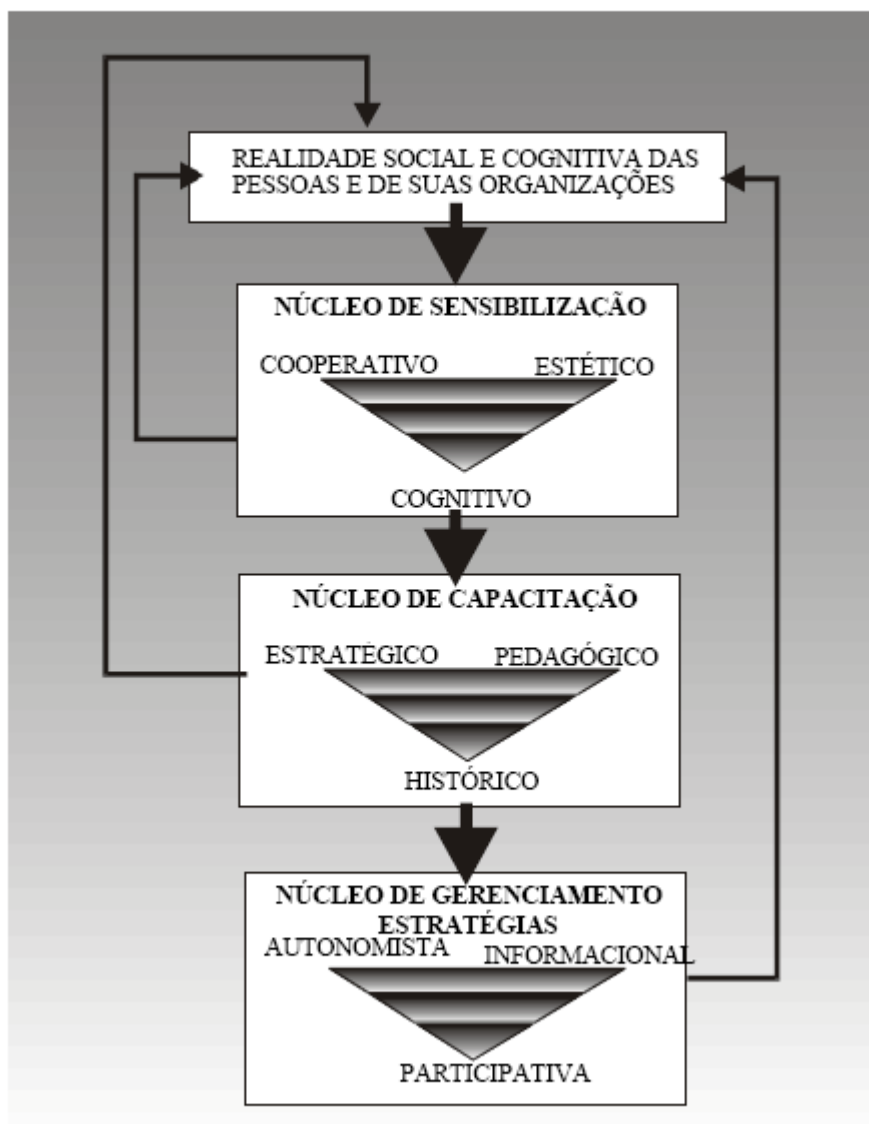 REALIDADE SOCIAL E COGNITIVA DAS
PESSOAS E DE SUAS ORGANIZAÇÕES
NÚCLEO DE SENSIBILIZAÇÃO
COOPERATIVO ESTÉTICO
COGNITIVO
NÚCLEO DE CAPACITAÇÃO
ESTRATÉGICO PEDAGÓGICO
HISTÓRICO
NÚCLEO DE GERENCIAMENTO
ESTRATÉGIAS
AUTONOMISTA INFORMACIONAL
PARTICIPATIVA